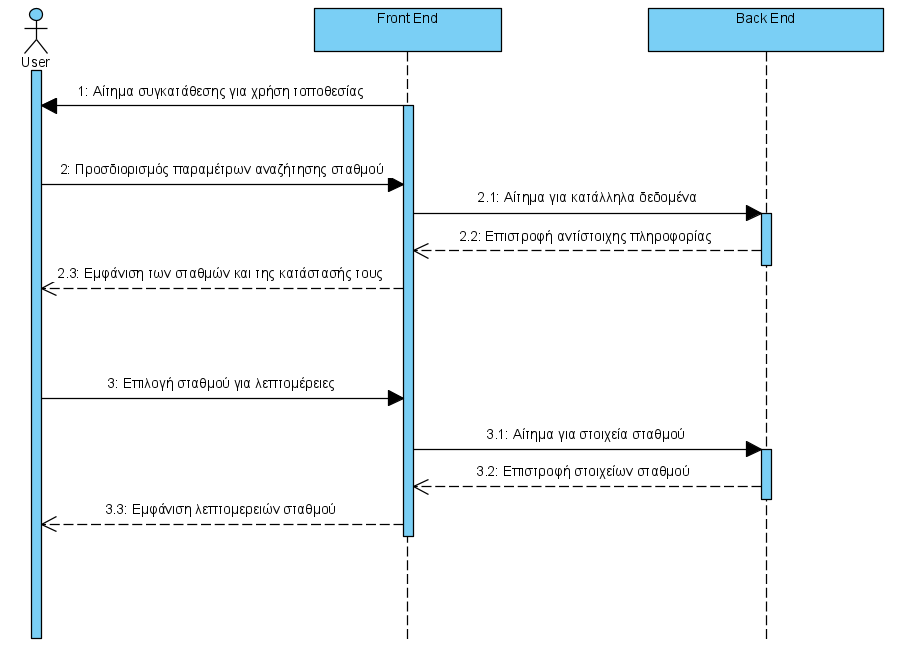 Front End
Back End
User
1: Αίτημα συγκατάθεσης για χρήση τοποθεσίας
2: Προσδιορισμός παραμέτρων αναζήτησης σταθμού
2.1: Αίτημα για κατάλληλα δεδομένα
2.2: Επιστροφή αντίστοιχης πληροφορίας
2.3: Εμφάνιση των σταθμών και της κατάστασής τους
3: Επιλογή σταθμού για λεπτομέρειες
3.1: Αίτημα για στοιχεία σταθμού
3.2: Επιστροφή στοιχείων σταθμού
3.3: Εμφάνιση λεπτομερειών σταθμού